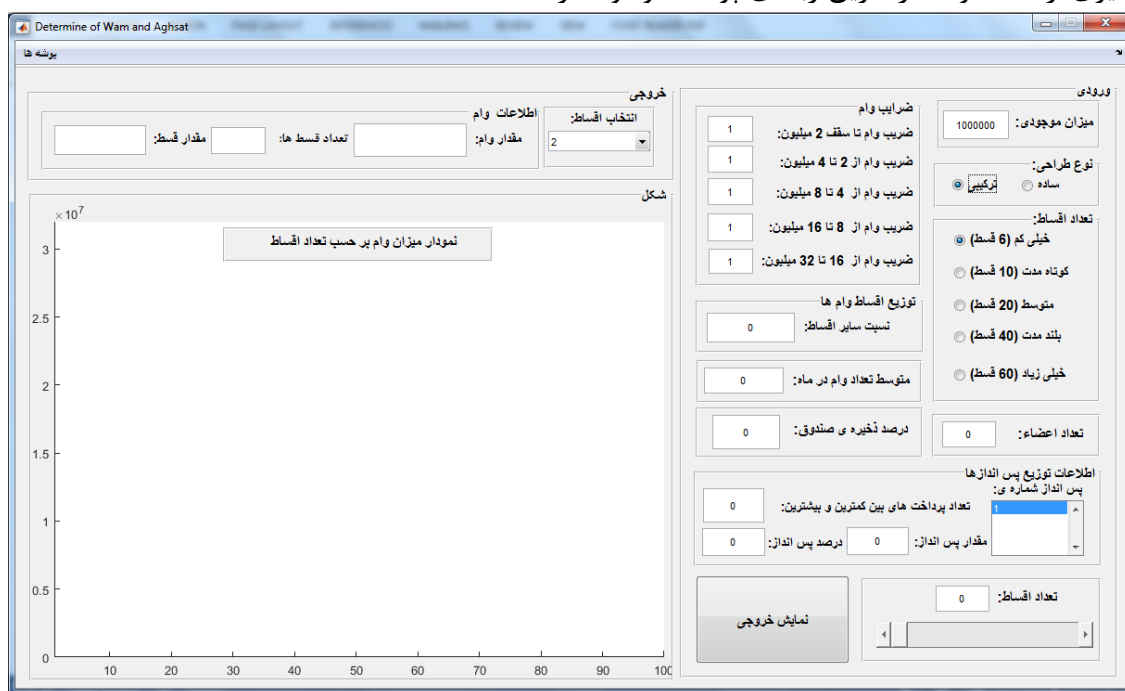 Determine of Wam and Aghsat
پوشه ها
ورودی
میزان موجودی: 1000000
نوع طراحی:
ساده
ترکیبی
تعداد اقساط:
خیلی کم (6 قسط)
کوتاه مدت (10 قسط)
متوسط (20 قسط)
بلند مدت (40 قسط)
خیلی زیاد (60 قسط)
تعداد اعضاء: 0
ضرایب وام
ضریب وام تا سقف 2 میلیون: 1
ضریب وام از 2 تا 4 میلیون: 1
ضریب وام از 4 تا 8 میلیون: 1
ضریب وام از 8 تا 16 میلیون: 1
ضریب وام از 16 تا 32 میلیون: 1
توزیع اقساط وام ها
نسبت سایر اقساط: 0
متوسط تعداد وام در ماه: 0
درصد ذخیره ی صندوق: 0
اطلاعات توزیع پس اندازها
پس انداز شماره ی:
1
تعداد پرداخت های بین کمترین و بیشترین: 0
مقدار پس انداز: 0
درصد پس انداز: 0
تعداد اقساط: 0
نمایش خروجی
خروجی
انتخاب اقساط:
2
اطلاعات وام
مقدار وام:
تعداد قسط ها:
مقدار قسط:
شکل
نمودار میزان وام بر حسب تعداد اقساط
×10^7
3
2.5
2
1.5
1
0.5
0
10 20 30 40 50 60 70 80 90 100